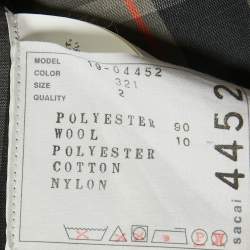 MODEL 19-04452
COLOR 321
SIZE
QUALITY 2
POLYESTER 90
WOOL 10
POLYESTER
COTTON
NYLON
sacai 4452